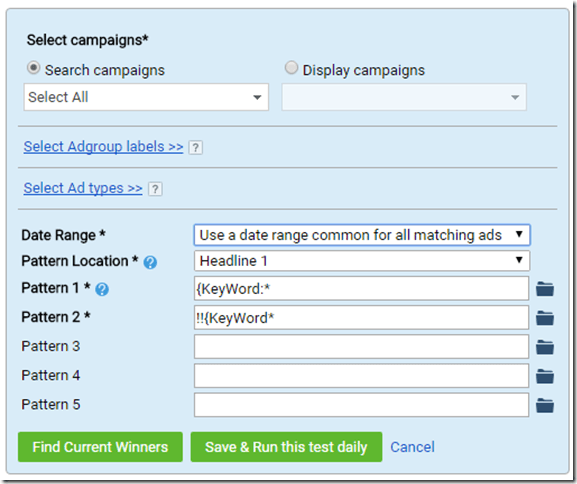 Select campaigns*
Search campaigns Display campaigns
Select All
Select Adgroup labels >> ?
Select Ad types >> ?
Date Range * Use a date range common for all matching ads
Pattern Location * ? Headline 1
Pattern 1 * ? {KeyWord:*
Pattern 2 * !!{KeyWord*
Pattern 3
Pattern 4
Pattern 5
Find Current Winners Save & Run this test daily Cancel